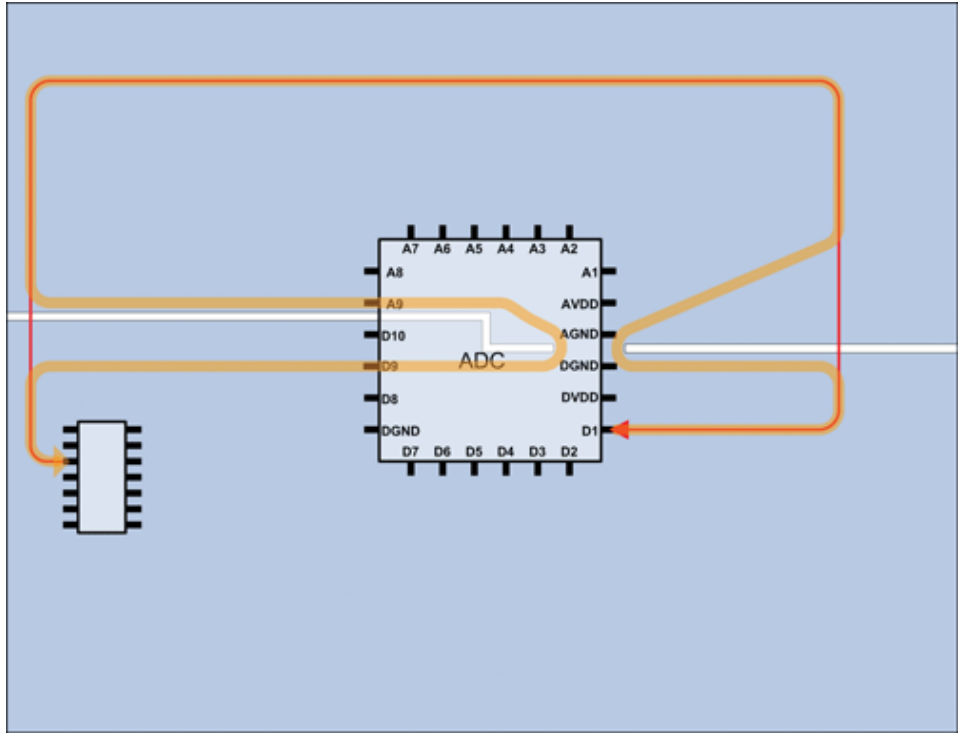 A7 A6 A5 A4 A3 A2
A8 A1
A9 AVDD
D10 AGND
ADC
D9 DGND
D8 DVDD
DGND D1
D7 D6 D5 D4 D3 D2